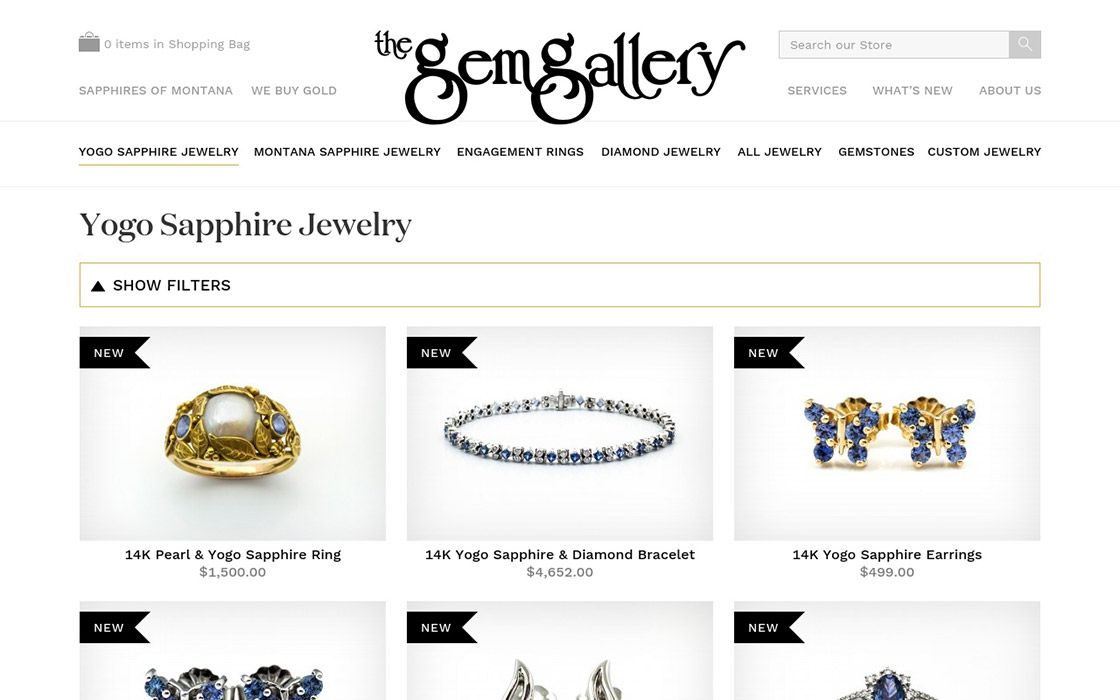 0 items in Shopping Bag
the gem gallery
Search our Store
SAPPHIRES OF MONTANA WE BUY GOLD
SERVICES WHAT'S NEW ABOUT US
YOGO SAPPHIRE JEWELRY MONTANA SAPPHIRE JEWELRY ENGAGEMENT RINGS DIAMOND JEWELRY ALL JEWELRY GEMSTONES CUSTOM JEWELRY
Yogo Sapphire Jewelry
SHOW FILTERS
NEW NEW NEW
14K Pearl & Yogo Sapphire Ring 14K Yogo Sapphire & Diamond Bracelet 14K Yogo Sapphire Earrings
$1,500.00 $4,652.00 $499.00
NEW NEW NEW